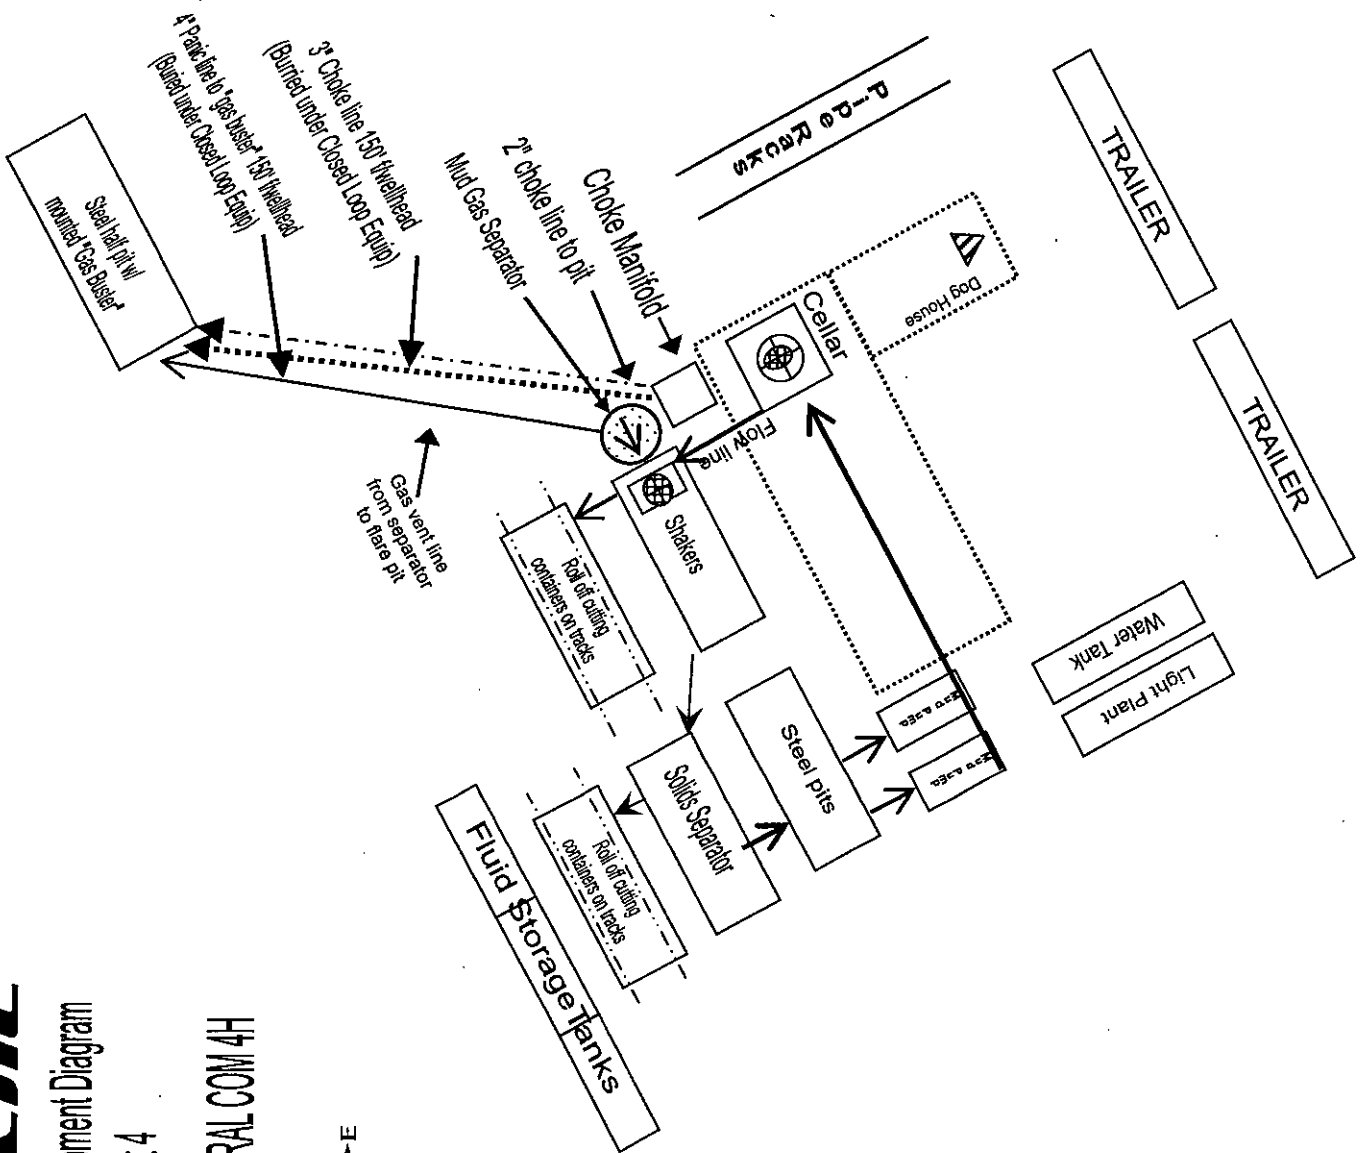 4" Panic line to "gas buster" 150' f/wellhead
(Buried under Closed Loop Equip)
3" Choke line 150' f/wellhead
(Burried under Closed Loop Equip)
2" choke line to pit
Mud Gas Separator
Choke Manifold
Pipe Racks
TRAILER
TRAILER
Steel half pit w/
mounted "Gas Buster"
Dog House
Cellar
Flow line
Gas vent line
from separator
to flare pit
Shakers
Roll off cutting
containers on tracks
Water Tank
Light Plant
Steel pits
Solids Separator
Roll off cutting
containers on tracks
Fluid Storage Tanks
Diagram
4
COM 4H
E